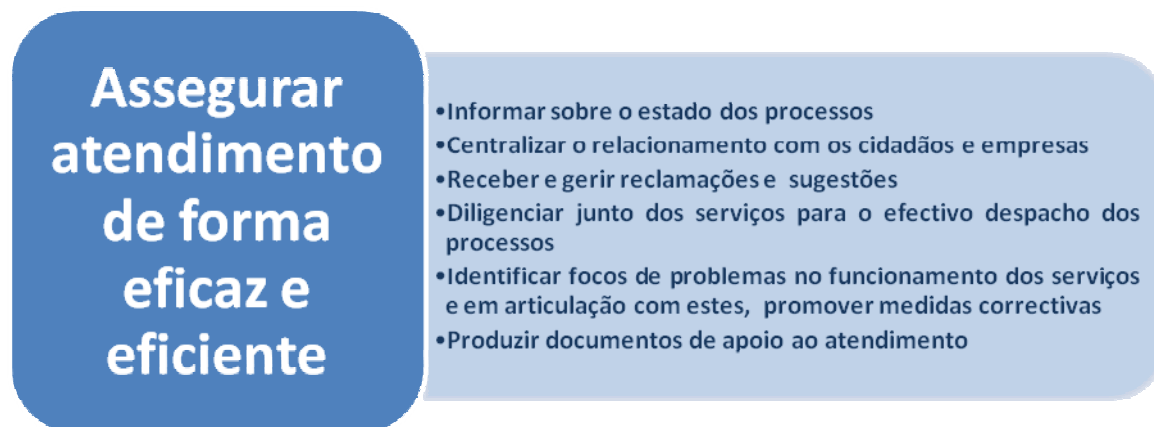 Assegurar
atendimento
de forma
eficaz e
eficiente
•Informar sobre o estado dos processos
•Centralizar o relacionamento com os cidadãos e empresas
•Receber e gerir reclamações e sugestões
•Diligenciar junto dos serviços para o efectivo despacho dos
processos
•Identificar focos de problemas no funcionamento dos serviços
e em articulação com estes, promover medidas correctivas
•Produzir documentos de apoio ao atendimento